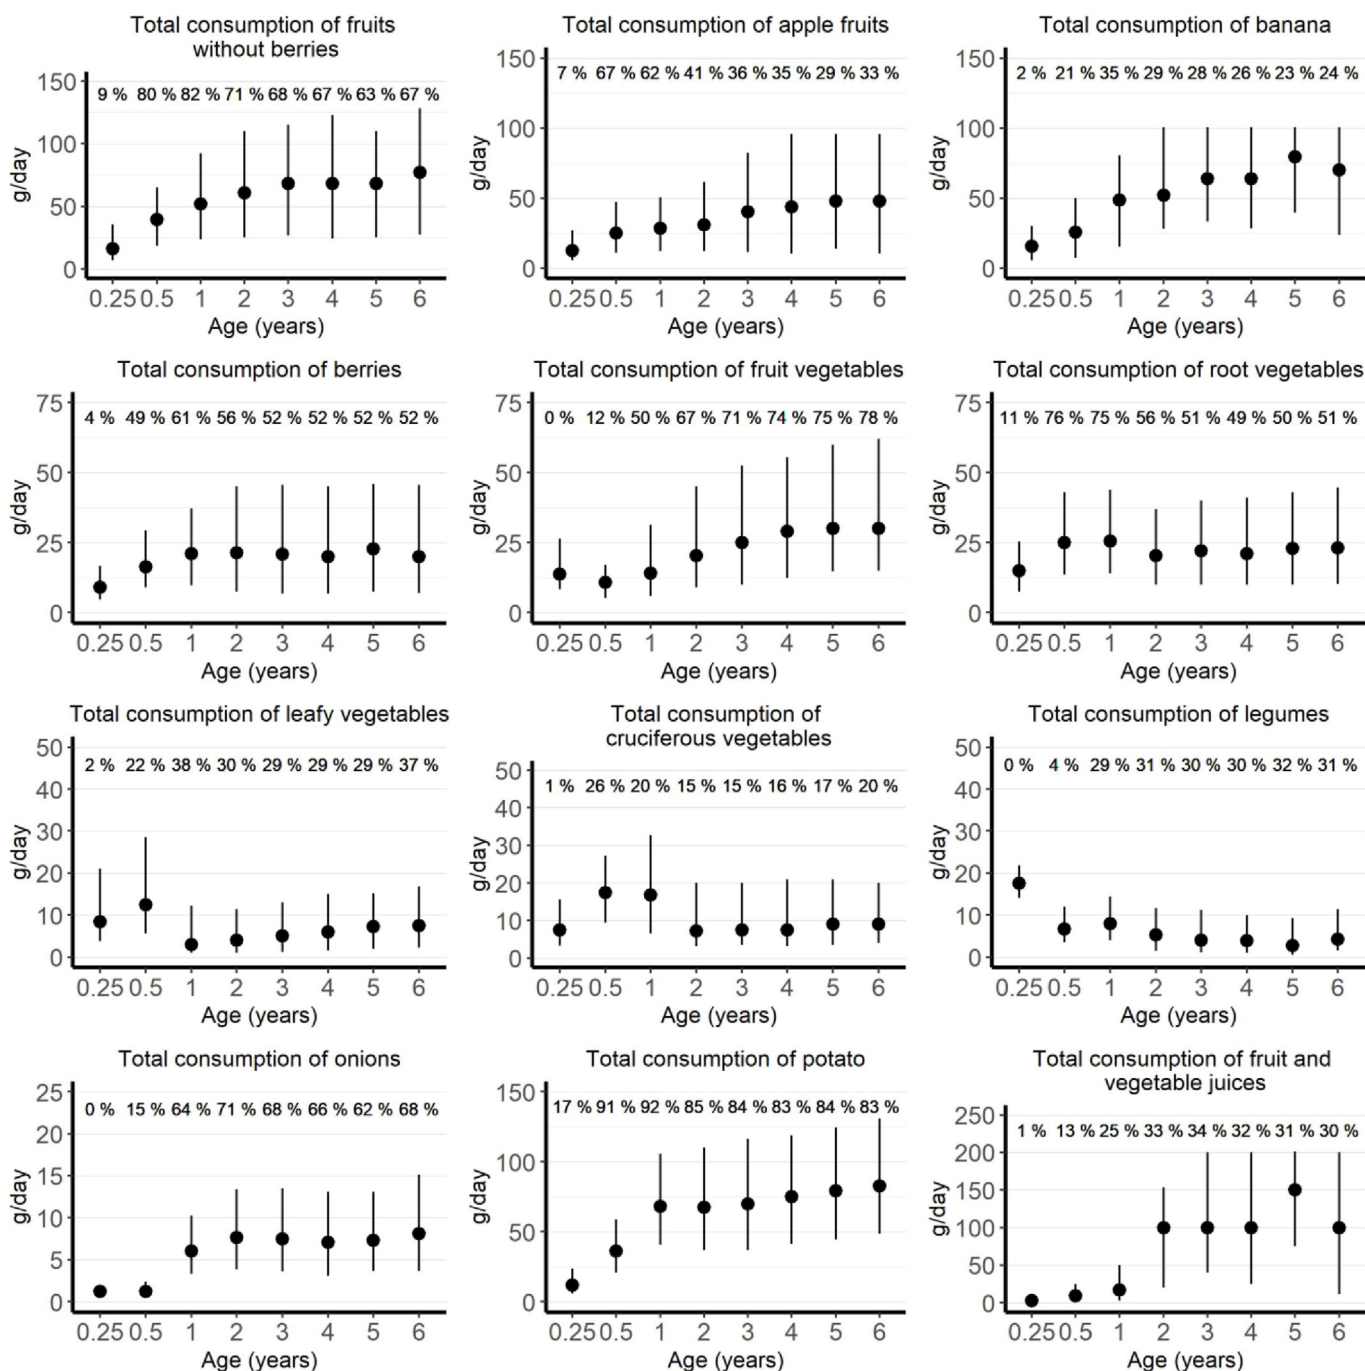 Total consumption of fruits
without berries
150
9 % 80 % 82 % 71 % 68 % 67 % 63 % 67 %
100
50
0
g/day
0.25 0.5 1 2 3 4 5 6
Age (years)
Total consumption of apple fruits
150
7 % 67 % 62 % 41 % 36 % 35 % 29 % 33 %
100
50
0
g/day
0.25 0.5 1 2 3 4 5 6
Age (years)
Total consumption of banana
150
2 % 21 % 35 % 29 % 28 % 26 % 23 % 24 %
100
50
0
g/day
0.25 0.5 1 2 3 4 5 6
Age (years)
Total consumption of berries
75
4 % 49 % 61 % 56 % 52 % 52 % 52 % 52 %
50
25
0
g/day
0.25 0.5 1 2 3 4 5 6
Age (years)
Total consumption of fruit vegetables
75
0 % 12 % 50 % 67 % 71 % 74 % 75 % 78 %
50
25
0
g/day
0.25 0.5 1 2 3 4 5 6
Age (years)
Total consumption of root vegetables
75
11 % 76 % 75 % 56 % 51 % 49 % 50 % 51 %
50
25
0
g/day
0.25 0.5 1 2 3 4 5 6
Age (years)
Total consumption of leafy vegetables
50
2 % 22 % 38 % 30 % 29 % 29 % 29 % 37 %
40
30
20
10
0
g/day
0.25 0.5 1 2 3 4 5 6
Age (years)
Total consumption of
cruciferous vegetables
50
1 % 26 % 20 % 15 % 15 % 16 % 17 % 20 %
40
30
20
10
0
g/day
0.25 0.5 1 2 3 4 5 6
Age (years)
Total consumption of legumes
50
0 % 4 % 29 % 31 % 30 % 30 % 32 % 31 %
40
30
20
10
0
g/day
0.25 0.5 1 2 3 4 5 6
Age (years)
Total consumption of onions
25
0 % 15 % 64 % 71 % 68 % 66 % 62 % 68 %
20
15
10
5
0
g/day
0.25 0.5 1 2 3 4 5 6
Age (years)
Total consumption of potato
150
17 % 91 % 92 % 85 % 84 % 83 % 84 % 83 %
100
50
0
g/day
0.25 0.5 1 2 3 4 5 6
Age (years)
Total consumption of fruit and
vegetable juices
250
1 % 13 % 25 % 33 % 34 % 32 % 31 % 30 %
200
150
100
50
0
g/day
0.25 0.5 1 2 3 4 5 6
Age (years)